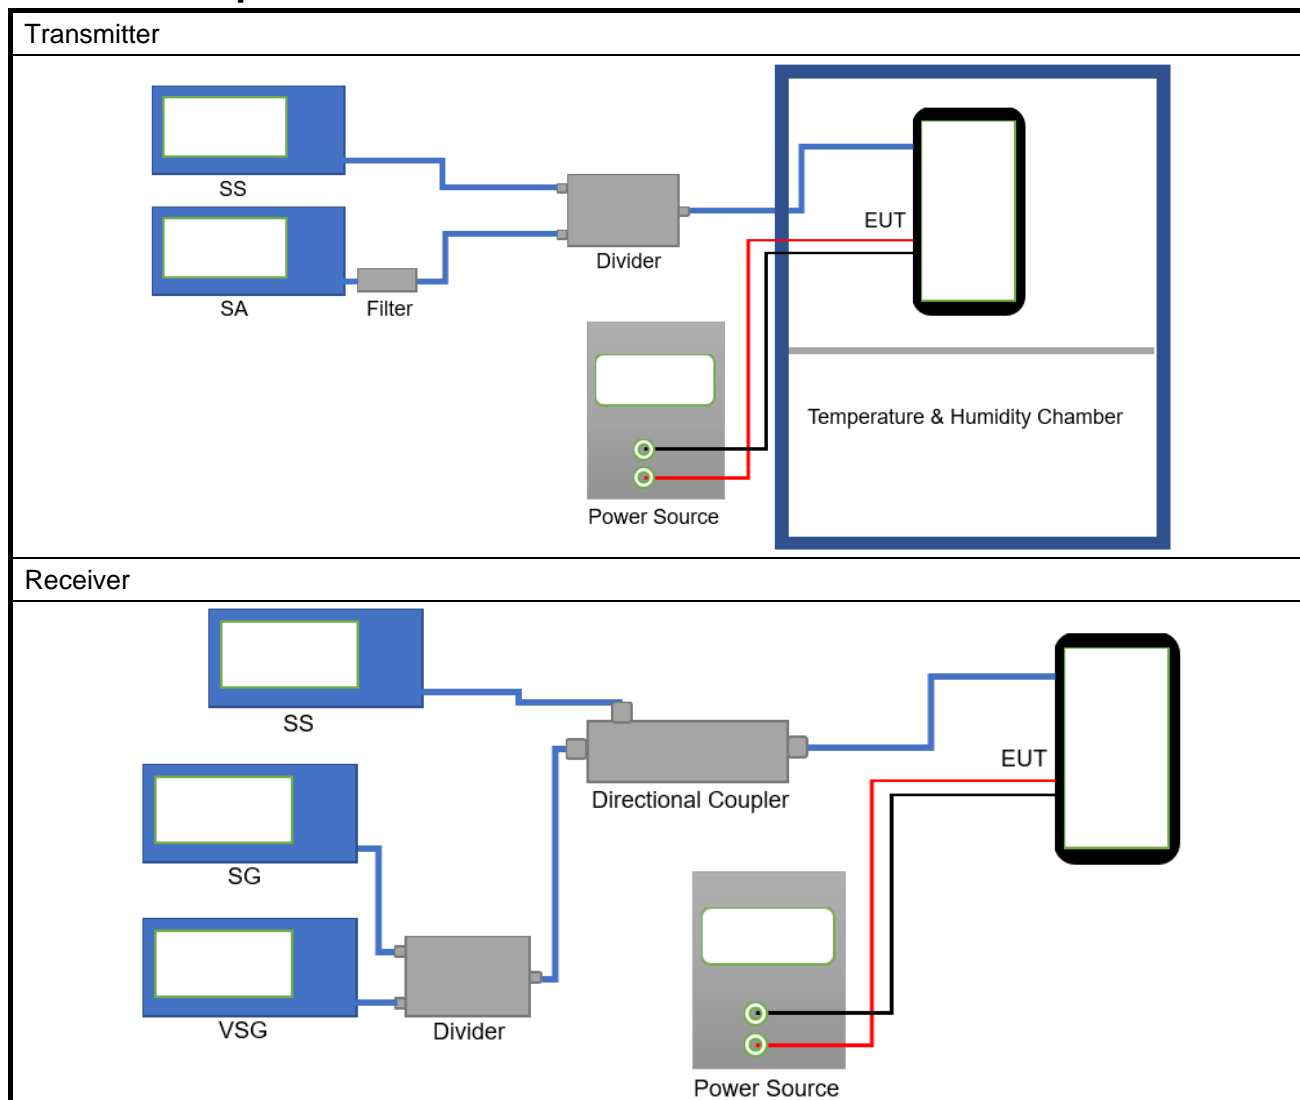 Transmitter
SS
SA
Filter
Divider
EUT
Power Source
Temperature & Humidity Chamber
Receiver
SS
SG
VSG
Divider
Directional Coupler
EUT
Power Source